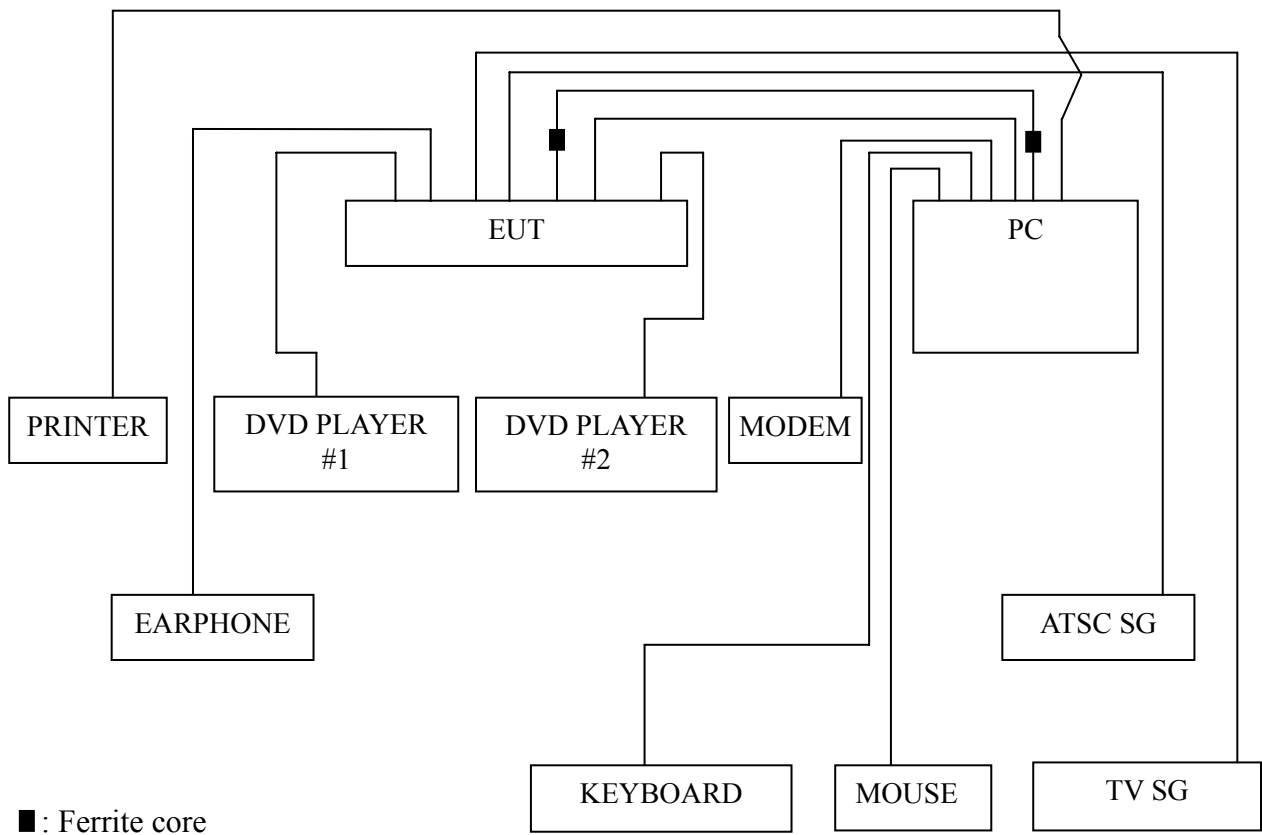 EUT
PC
PRINTER
DVD PLAYER
#1
DVD PLAYER
#2
MODEM
EARPHONE
ATSC SG
KEYBOARD
MOUSE
TV SG
: Ferrite core